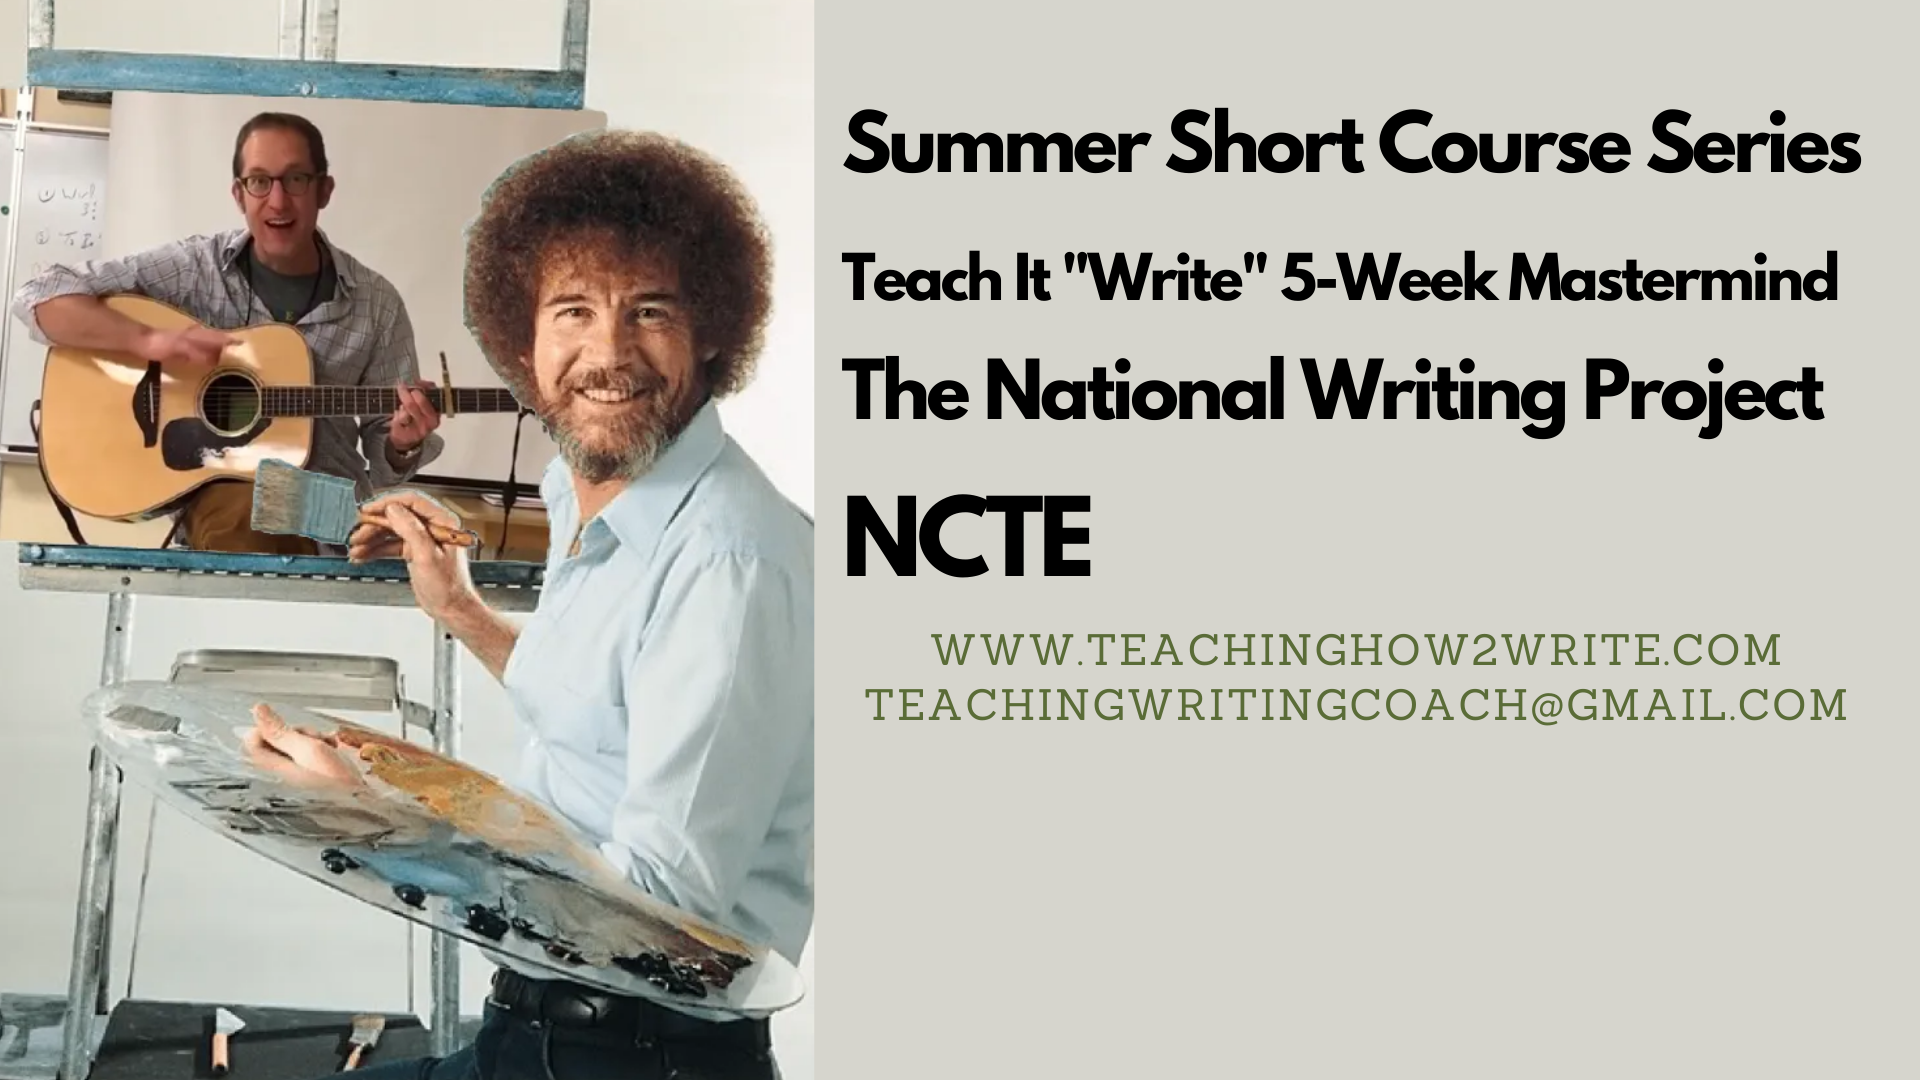 Summer Short Course Series
Teach It "Write" 5-Week Mastermind
The National Writing Project
NCTE
WWW.TEACHINGHOW2WRITE.COM
TEACHINGWRITINGCOACH@GMAIL.COM